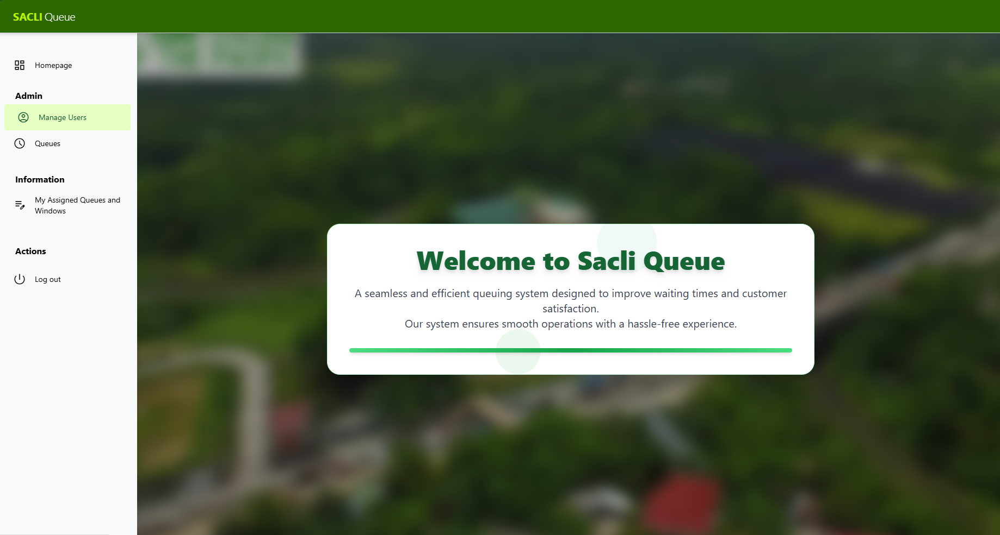 SACLI Queue
Homepage
Admin
Manage Users
Queues
Information
My Assigned Queues and
Windows
Actions
Log out
Welcome to Sacli Queue
A seamless and efficient queuing system designed to improve waiting times and customer
satisfaction.
Our system ensures smooth operations with a hassle-free experience.